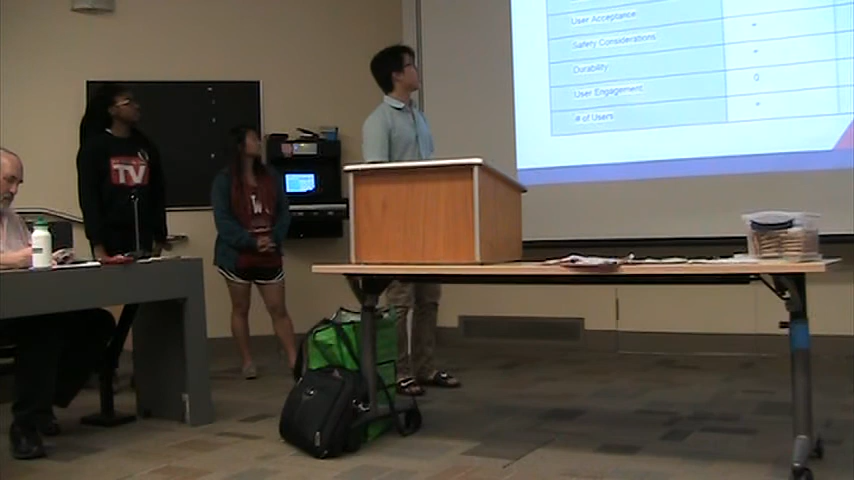 User Acceptance
Safety Considerations
Durability
User Engagement
0
# of Users
TV
W